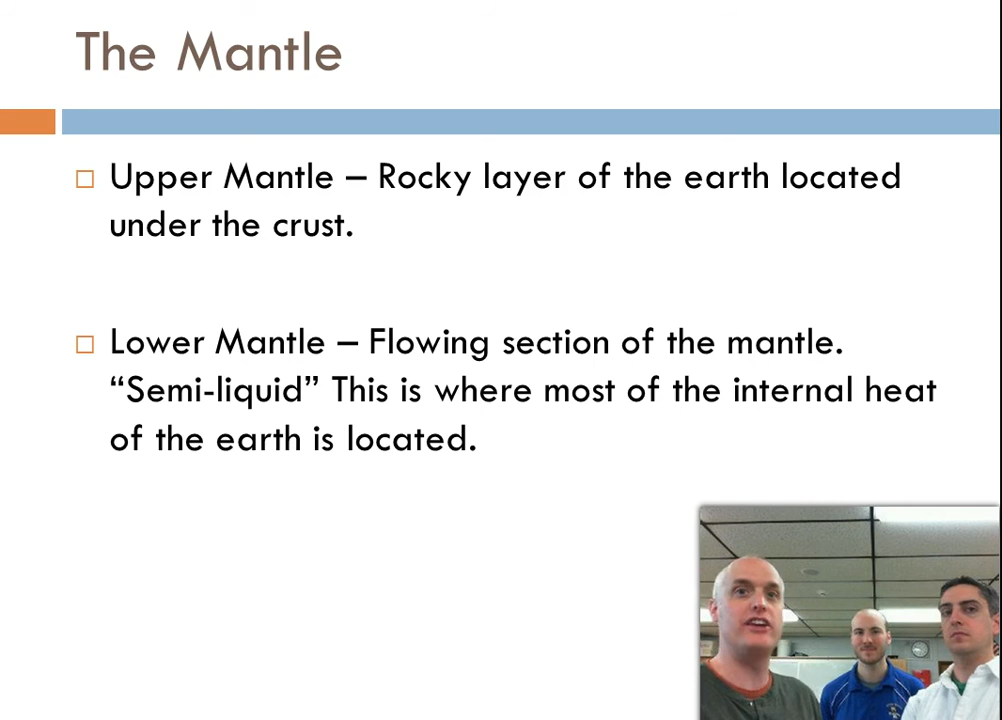 The Mantle
Upper Mantle – Rocky layer of the earth located
under the crust.
Lower Mantle – Flowing section of the mantle.
“Semi-liquid” This is where most of the internal heat
of the earth is located.